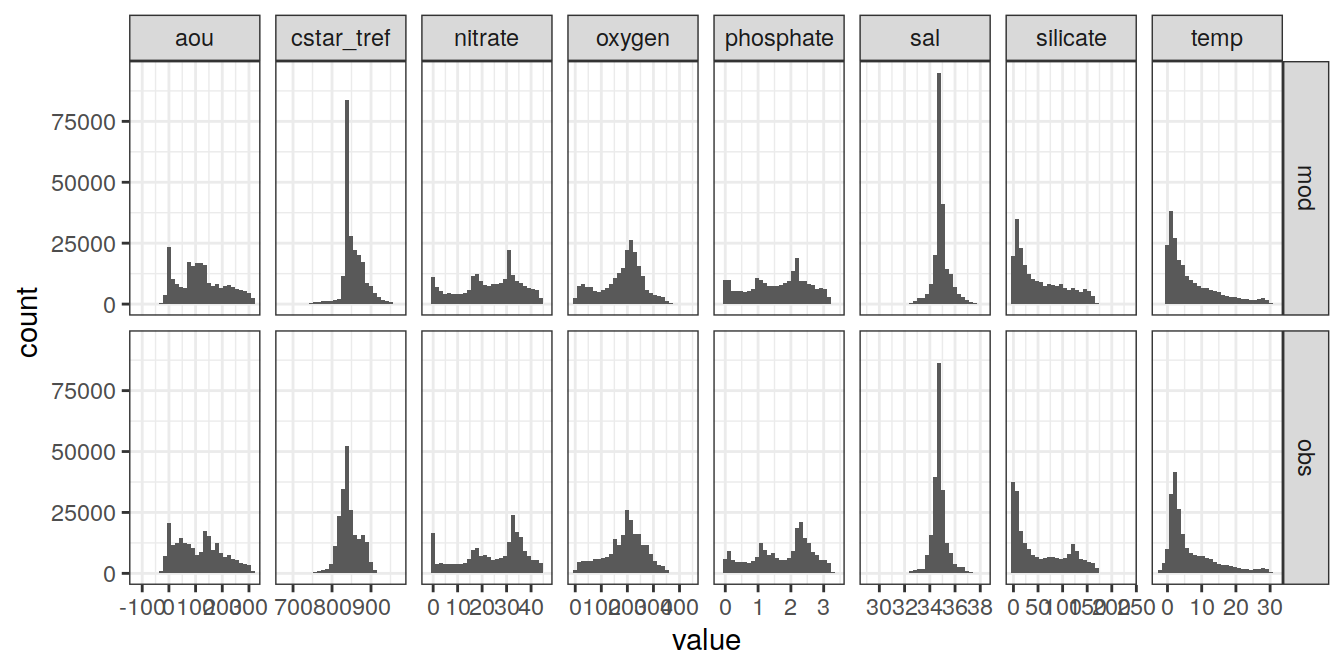 aou cstar_tref nitrate oxygen phosphate sal silicate temp
75000
50000
25000
0
mod
75000
50000
25000
0
obs
count
-100 0 100 200 300 700 800 900 0 10 20 30 40 0 100 200 300 400 0 1 2 3 30 32 34 36 38 0 50 100 150 200 250 0 10 20 30
value